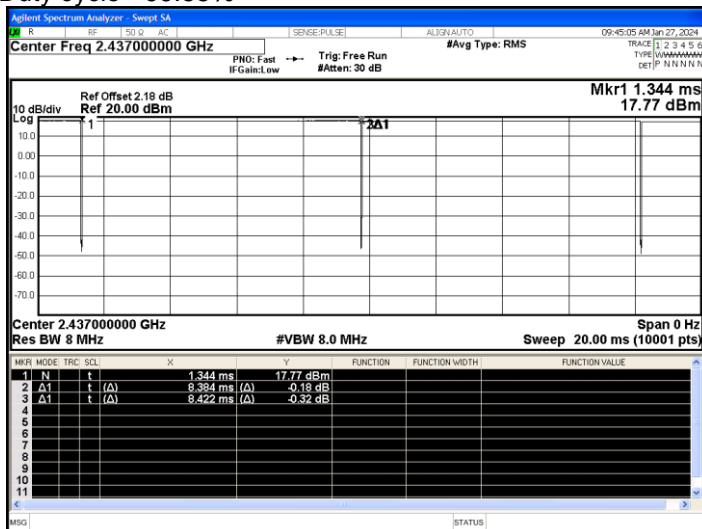 Agilent Spectrum Analyzer - Swept SA
R RF 50 Ω AC SENSE:PULSE ALIGNAUTO 09:45:05 AM Jan 27, 2024
Center Freq 2.437000000 GHz #Avg Type: RMS TRACE 1 2 3 4 5 6
PNO: Fast Trig: Free Run TYPE
IFGain:Low #Atten: 30 dB DET P N N N N N
Mkr1 1.344 ms
Ref Offset 2.18 dB
10 dB/div Ref 20.00 dBm 17.77 dBm
Log
1 3Δ1
10.0
0.00
-10.0
-20.0
-30.0
-40.0
-50.0
-60.0
-70.0
Center 2.437000000 GHz Span 0 Hz
Res BW 8 MHz #VBW 8.0 MHz Sweep 20.00 ms (10001 pts)
MKR MODE TRC SCL X Y FUNCTION FUNCTION WIDTH FUNCTION VALUE
1 N t 1.344 ms 17.77 dBm
2 Δ1 t (Δ) 8.384 ms (Δ) -0.18 dB
3 Δ1 t (Δ) 8.422 ms (Δ) -0.32 dB
4
5
6
7
8
9
10
11
MSG STATUS